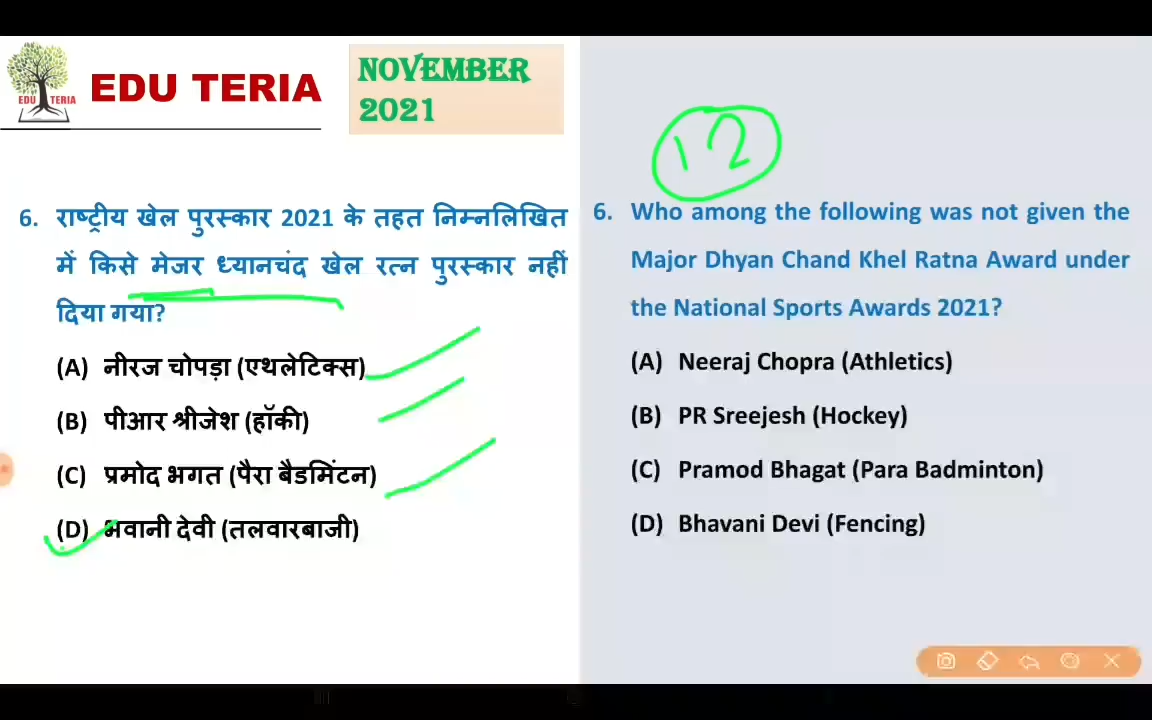 EDU TERIA
EDU TERIA
NOVEMBER
2021
6. राष्ट्रीय खेल पुरस्कार 2021 के तहत निम्नलिखित
में किसे मेजर ध्यानचंद खेल रत्न पुरस्कार नहीं
दिया गया?
(A) नीरज चोपड़ा (एथलेटिक्स)
(B) पीआर श्रीजेश (हॉकी)
(C) प्रमोद भगत (पैरा बैडमिंटन)
(D) भवानी देवी (तलवारबाजी)
12
6. Who among the following was not given the
Major Dhyan Chand Khel Ratna Award under
the National Sports Awards 2021?
(A) Neeraj Chopra (Athletics)
(B) PR Sreejesh (Hockey)
(C) Pramod Bhagat (Para Badminton)
(D) Bhavani Devi (Fencing)